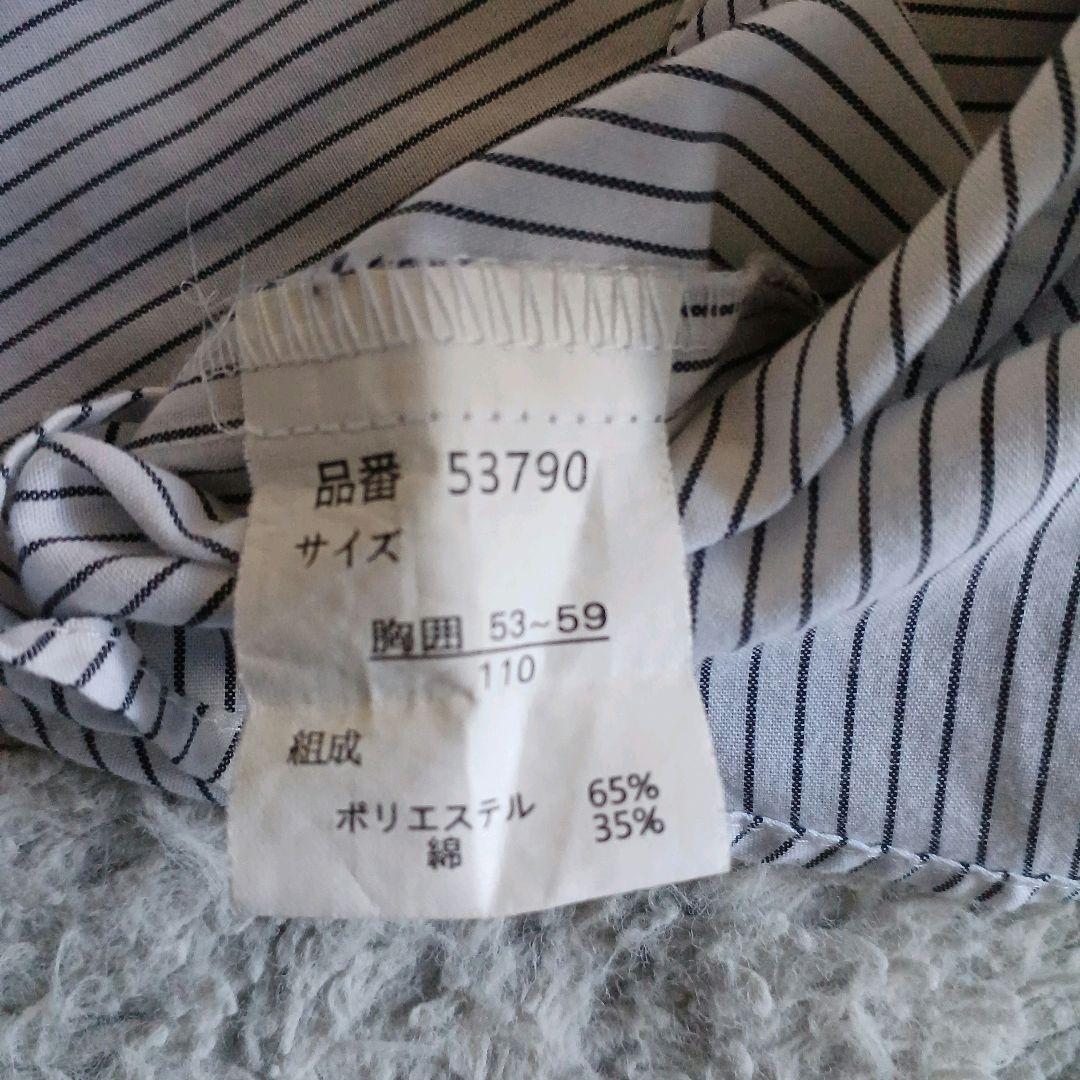 品番 53790
サイズ
胸囲 53~59
110
組成
ポリエステル 65%
綿 35%